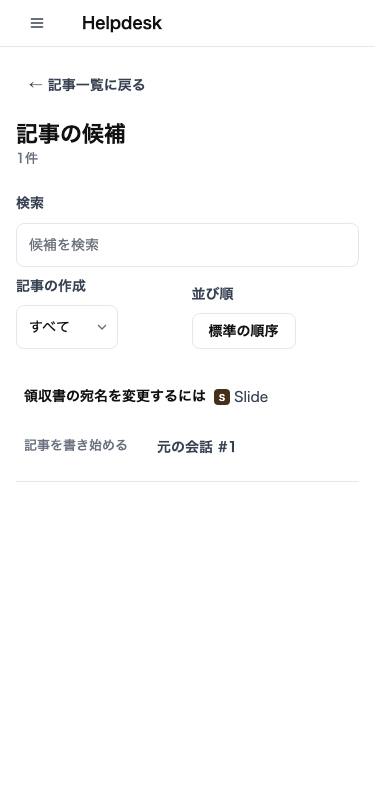 Helpdesk
← 記事一覧に戻る
記事の候補
1件
検索
候補を検索
記事の作成
並び順
すべて
標準の順序
領収書の宛名を変更するには S Slide
記事を書き始める 元の会話 #1